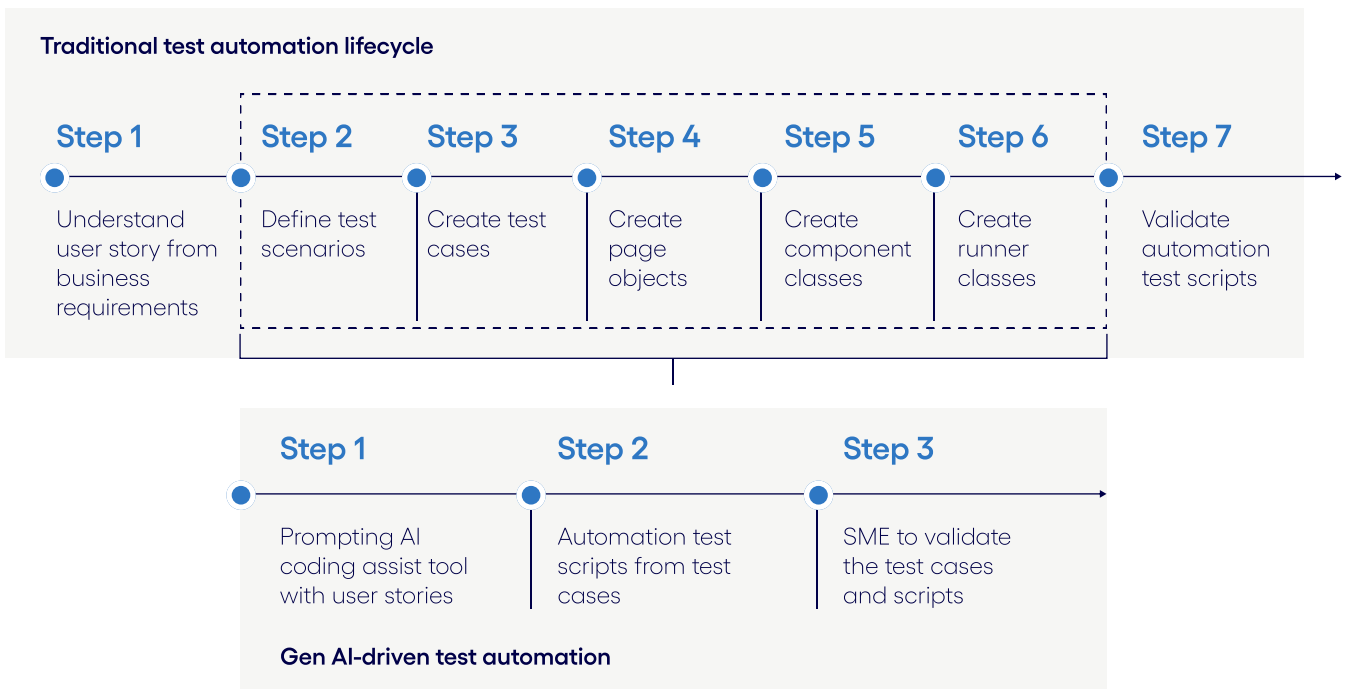 Traditional test automation lifecycle
Step 1
Understand
user story from
business
requirements
Step 2
Define test
scenarios
Step 3
Create test
cases
Step 4
Create
page
objects
Step 5
Create
component
classes
Step 6
Create
runner
classes
Step 7
Validate
automation
test scripts
Step 1
Prompting AI
coding assist tool
with user stories
Step 2
Automation test
scripts from test
cases
Step 3
SME to validate
the test cases
and scripts
Gen AI-driven test automation